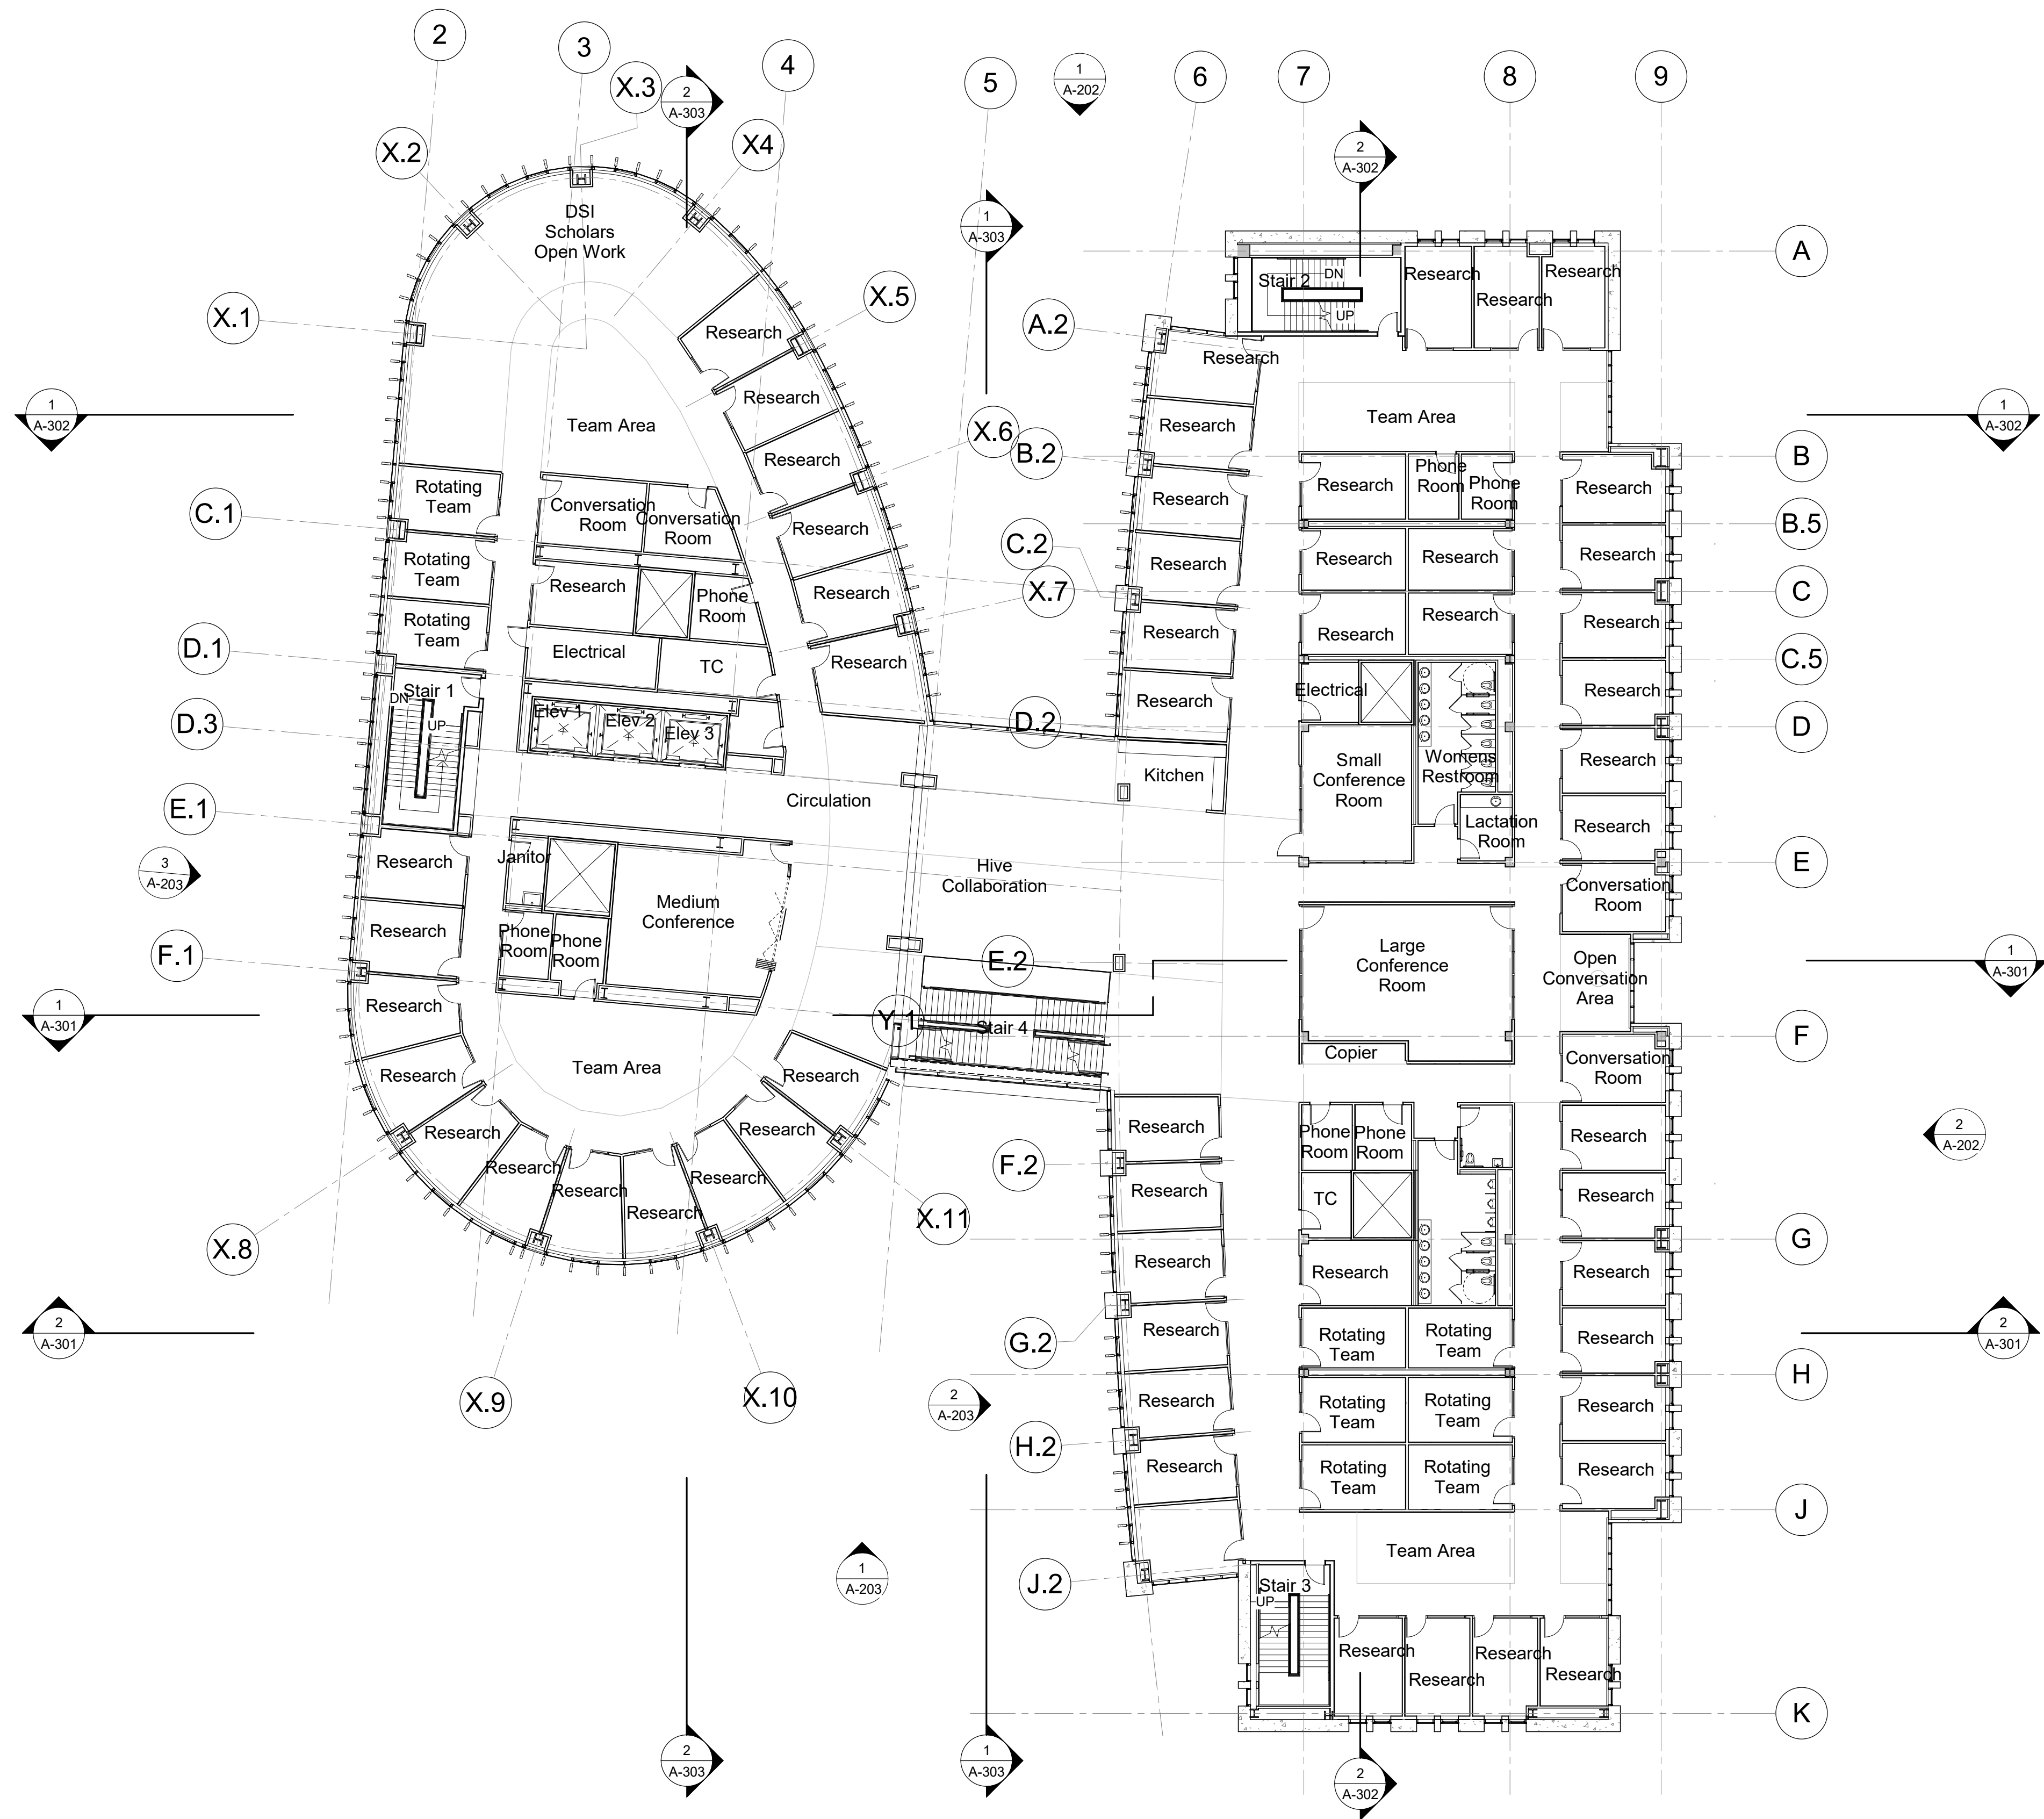 2
3
X.3
4
5
6
7
8
9
2
A-303
1
A-202
X.2
X4
2
A-302
DSI
Scholars
Open Work
1
A-303
A
X.1
X.5
A.2
Stair 2
DN
UP
Research
Research
Research
Research
Research
1
A-302
Team Area
Research
Research
Team Area
1
A-302
X.6
B.2
B
Rotating
Team
Conversation
Room
Conversation
Room
Research
Research
Research
Research
Phone
Room
Phone
Room
Research
C.1
B.5
Rotating
Team
Research
Phone
Room
Research
C.2
X.7
Research
Research
Research
Research
C
Rotating
Team
Research
Research
Research
Research
D.1
Electrical
TC
Research
C.5
Stair 1
DN
UP
Elev 1
Elev 2
Elev 3
Research
Electrical
Research
D.3
D.2
D
Kitchen
Small
Conference
Room
Womens
Restroom
Research
E.1
Circulation
Lactation
Room
Research
3
A-203
Research
Janitor
Hive
Collaboration
E
Conversation
Room
Medium
Conference
Research
Phone
Room
Phone
Room
F.1
E.2
Large
Conference
Room
Open
Conversation
Area
1
A-301
1
A-301
Research
Y.1
Stair 4
F
Copier
Conversation
Room
Research
Team Area
Research
Research
Research
Research
Phone
Room
Phone
Room
Research
2
A-202
Research
Research
Research
Research
F.2
Research
TC
Research
X.8
X.11
G
Research
Research
Research
2
A-301
G.2
Research
Rotating
Team
Rotating
Team
Research
2
A-301
X.9
X.10
2
A-203
Research
Rotating
Team
Rotating
Team
Research
H
H.2
Research
Rotating
Team
Rotating
Team
Research
J
Team Area
1
A-203
J.2
Stair 3
UP
Research
Research
Research
Research
K
2
A-303
1
A-303
2
A-302